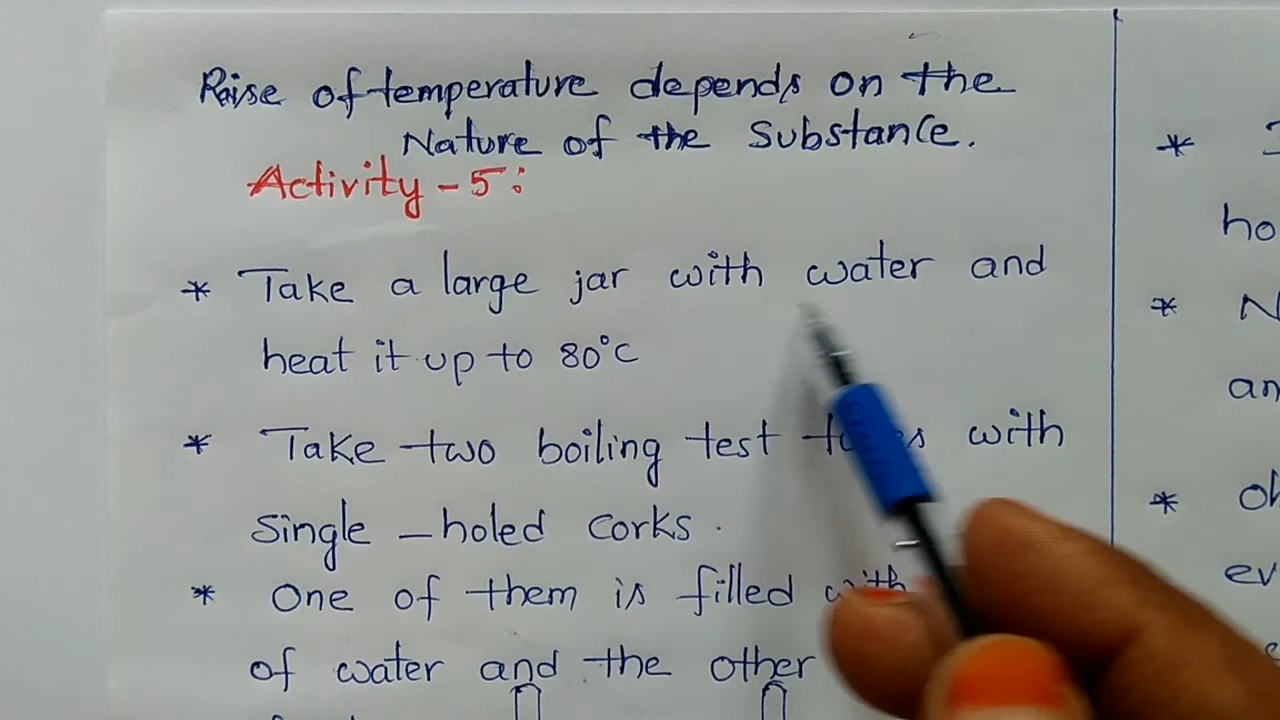 Raise of temperature depends on the
Nature of the Substance.
Activity - 5:
* Take a large jar with water and
heat it up to 80°C
* Take two boiling test with
single - holed corks.
* One of them is filled with
of water and the other
*
ho
*
an
*
ev